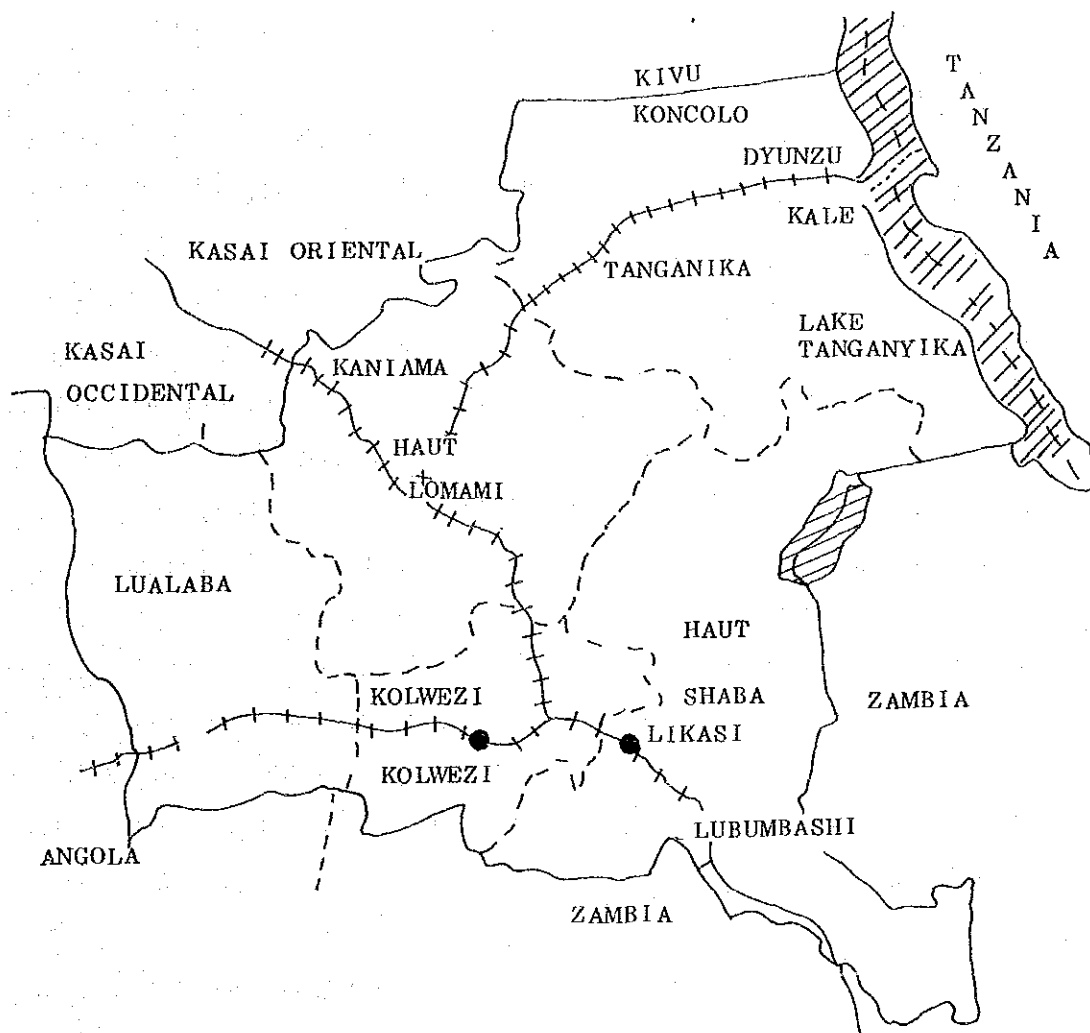 KIVU
KONCOLO
TANZANIA
DYUNZU
KALE
KASAI ORIENTAL
TANGANIKA
LAKE
TANGANYIKA
KASAI
OCCIDENTAL
KANIAMA
HAUT
LOMAMI
LUALABA
HAUT
SHABA
ZAMBIA
KOLWEZI
LIKASI
KOLWEZI
LUBUMBASHI
ANGOLA
ZAMBIA